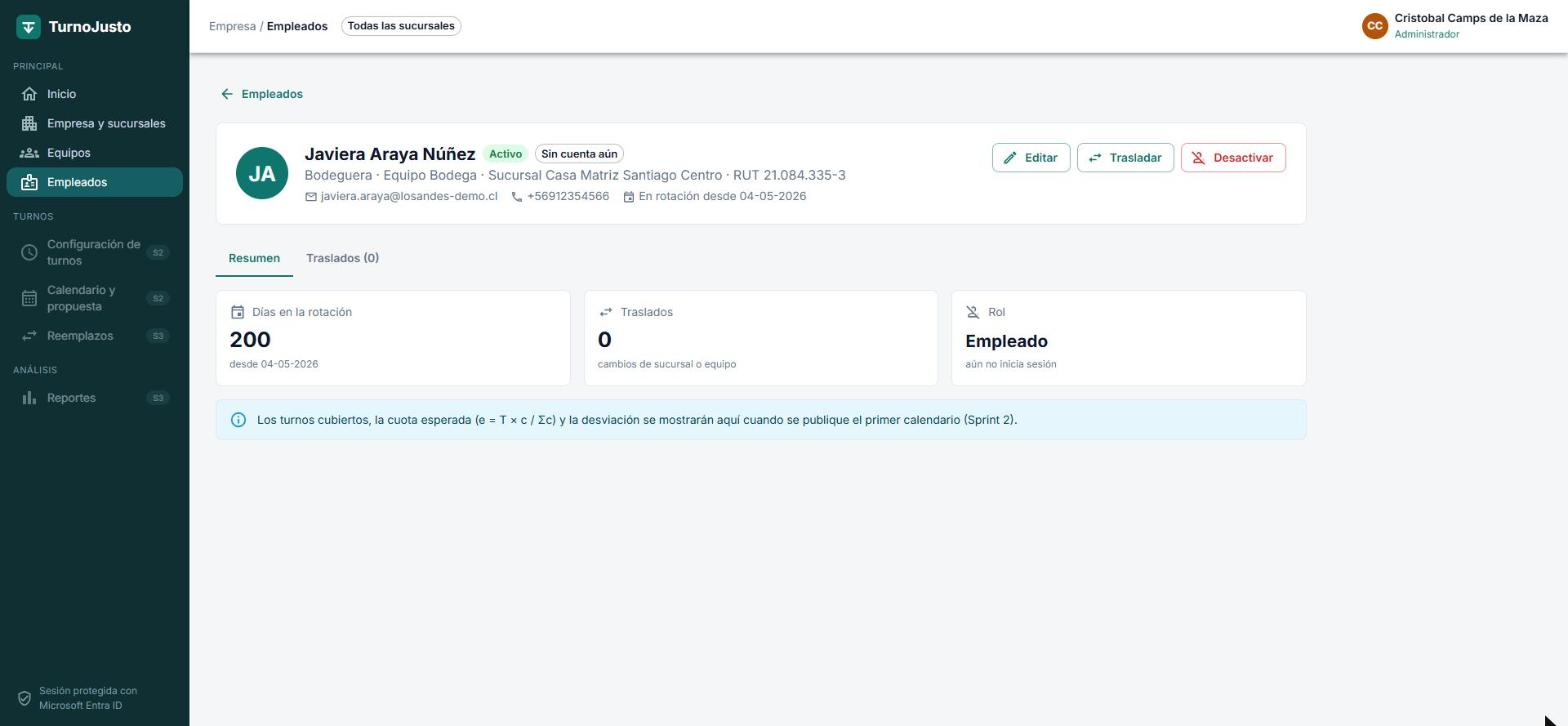 TurnoJusto
PRINCIPAL
Inicio
Empresa y sucursales
Equipos
Empleados
TURNOS
Configuración de
turnos
S2
Calendario y
propuesta
S2
Reemplazos
S3
ANÁLISIS
Reportes
S3
Sesión protegida con
Microsoft Entra ID
Empresa / Empleados
Todas las sucursales
CC
Cristobal Camps de la Maza
Administrador
Empleados
JA
Javiera Araya Núñez
Activo
Sin cuenta aún
Bodeguera · Equipo Bodega · Sucursal Casa Matriz Santiago Centro · RUT 21.084.335-3
javiera.araya@losandes-demo.cl
+56912354566
En rotación desde 04-05-2026
Editar
Trasladar
Desactivar
Resumen
Traslados (0)
Días en la rotación
200
desde 04-05-2026
Traslados
0
cambios de sucursal o equipo
Rol
Empleado
aún no inicia sesión
Los turnos cubiertos, la cuota esperada (e = T × c / Σc) y la desviación se mostrarán aquí cuando se publique el primer calendario (Sprint 2).